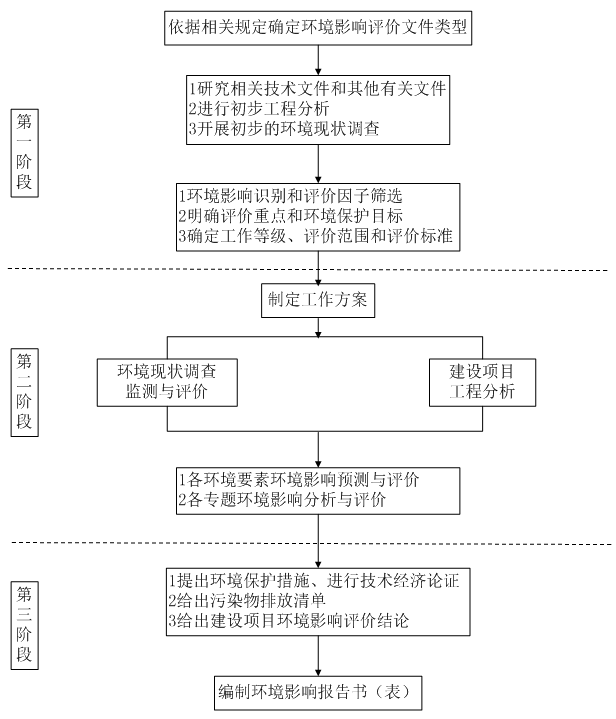 依据相关规定确定环境影响评价文件类型
第一阶段
1研究相关技术文件和其他有关文件
2进行初步工程分析
3开展初步的环境现状调查
1环境影响识别和评价因子筛选
2明确评价重点和环境保护目标
3确定工作等级、评价范围和评价标准
第二阶段
制定工作方案
环境现状调查
监测与评价
建设项目
工程分析
1各环境要素环境影响预测与评价
2各专题环境影响分析与评价
第三阶段
1提出环境保护措施、进行技术经济论证
2给出污染物排放清单
3给出建设项目环境影响评价结论
编制环境影响报告书（表）